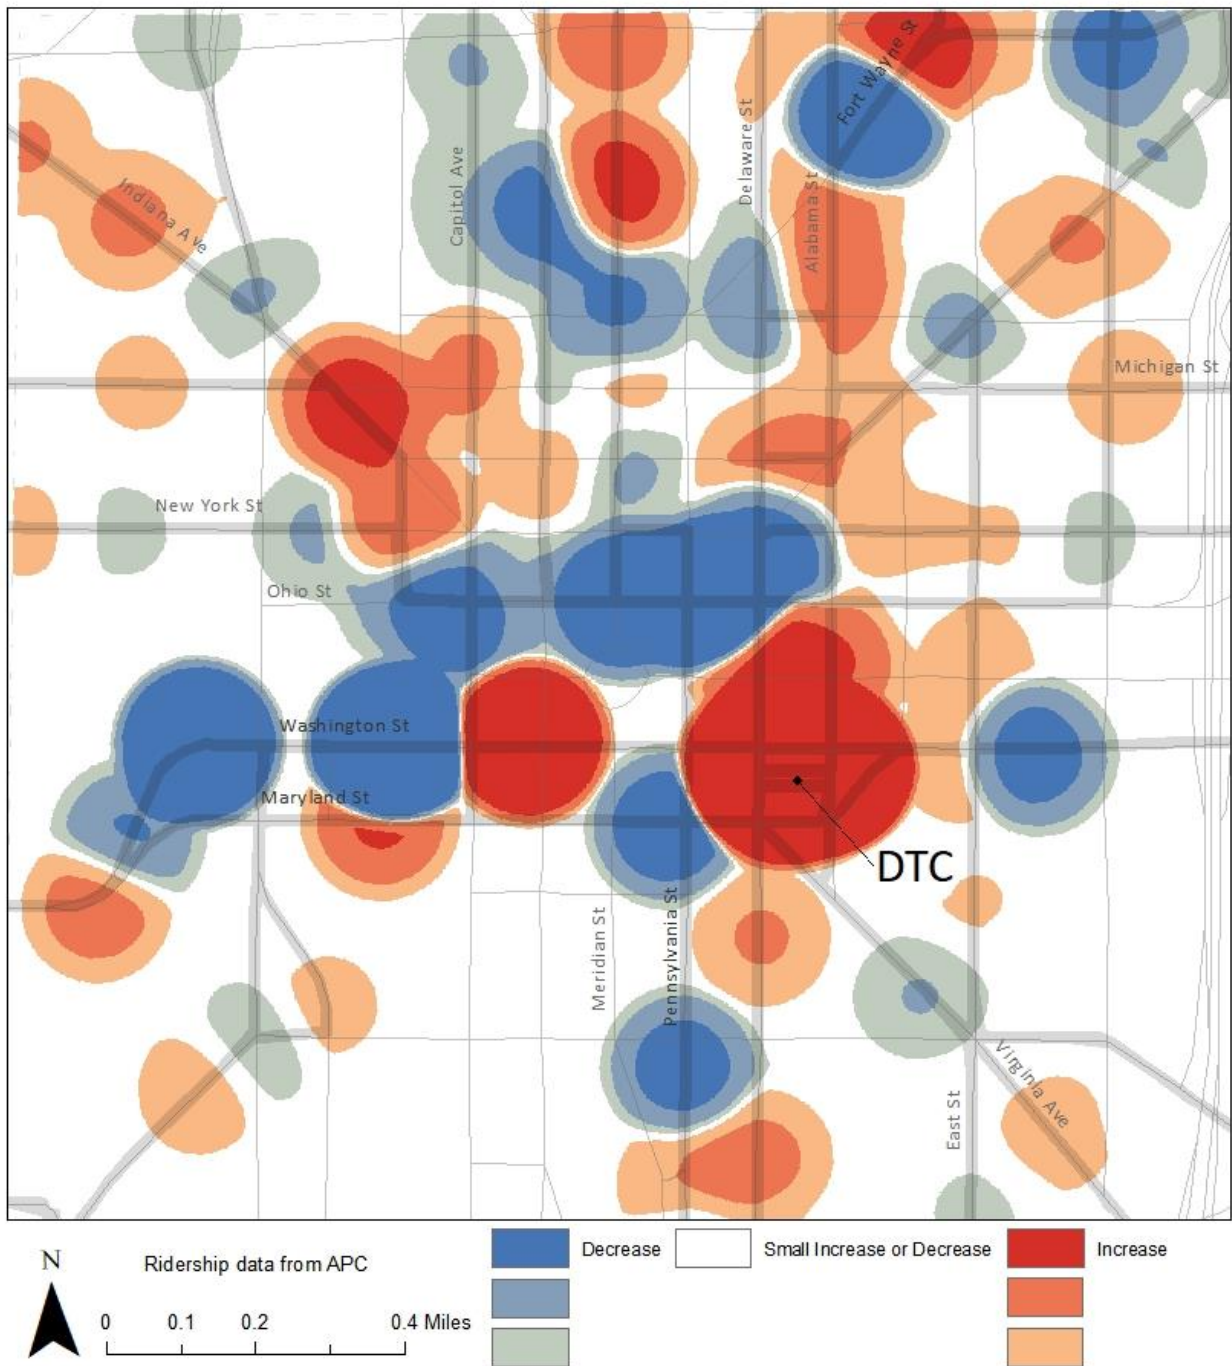 Fort Wayne St
Delaware St
Capitol Ave
Indiana Ave
Alabama St
Michigan St
New York St
Ohio St
Washington St
Maryland St
DTC
Meridian St
Pennsylvania St
Virginia Ave
East St
N
Ridership data from APC
0 0.1 0.2 0.4 Miles
Decrease
Small Increase or Decrease
Increase